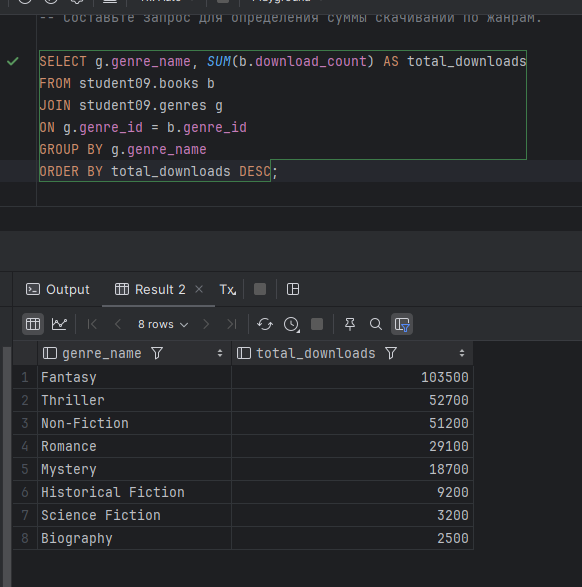 -- Составьте запрос для определения суммы скачиваний по жанрам.
SELECT g.genre_name, SUM(b.download_count) AS total_downloads
FROM student09.books b
JOIN student09.genres g
ON g.genre_id = b.genre_id
GROUP BY g.genre_name
ORDER BY total_downloads DESC;
Output Result 2 × Tx
8 rows
genre_name total_downloads
1 Fantasy 103500
2 Thriller 52700
3 Non-Fiction 51200
4 Romance 29100
5 Mystery 18700
6 Historical Fiction 9200
7 Science Fiction 3200
8 Biography 2500